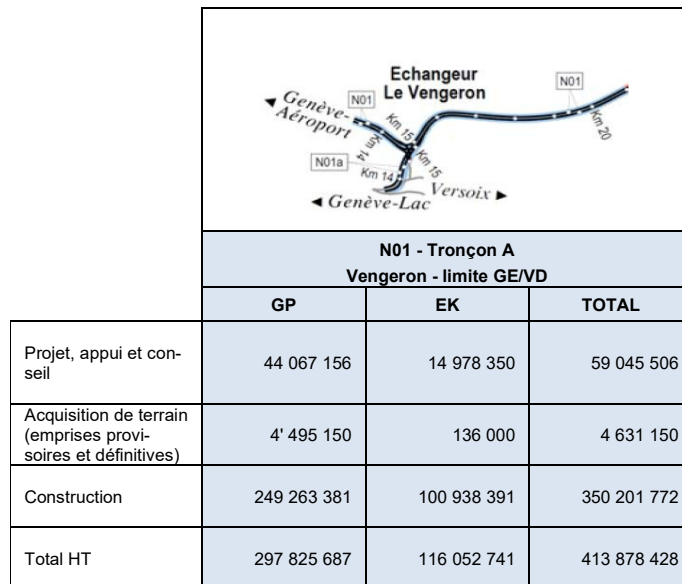 Echangeur
Le Vengeron
N01
Genève-
Aéroport
N01
Km 15
Km 14
Km 15
Km 20
N01a
Km 14
Versoix
Genève-Lac
N01 - Tronçon A
Vengeron - limite GE/VD
GP EK TOTAL
Projet, appui et con-
seil 44 067 156 14 978 350 59 045 506
Acquisition de terrain
(emprises provi-
soires et définitives) 4' 495 150 136 000 4 631 150
Construction 249 263 381 100 938 391 350 201 772
Total HT 297 825 687 116 052 741 413 878 428